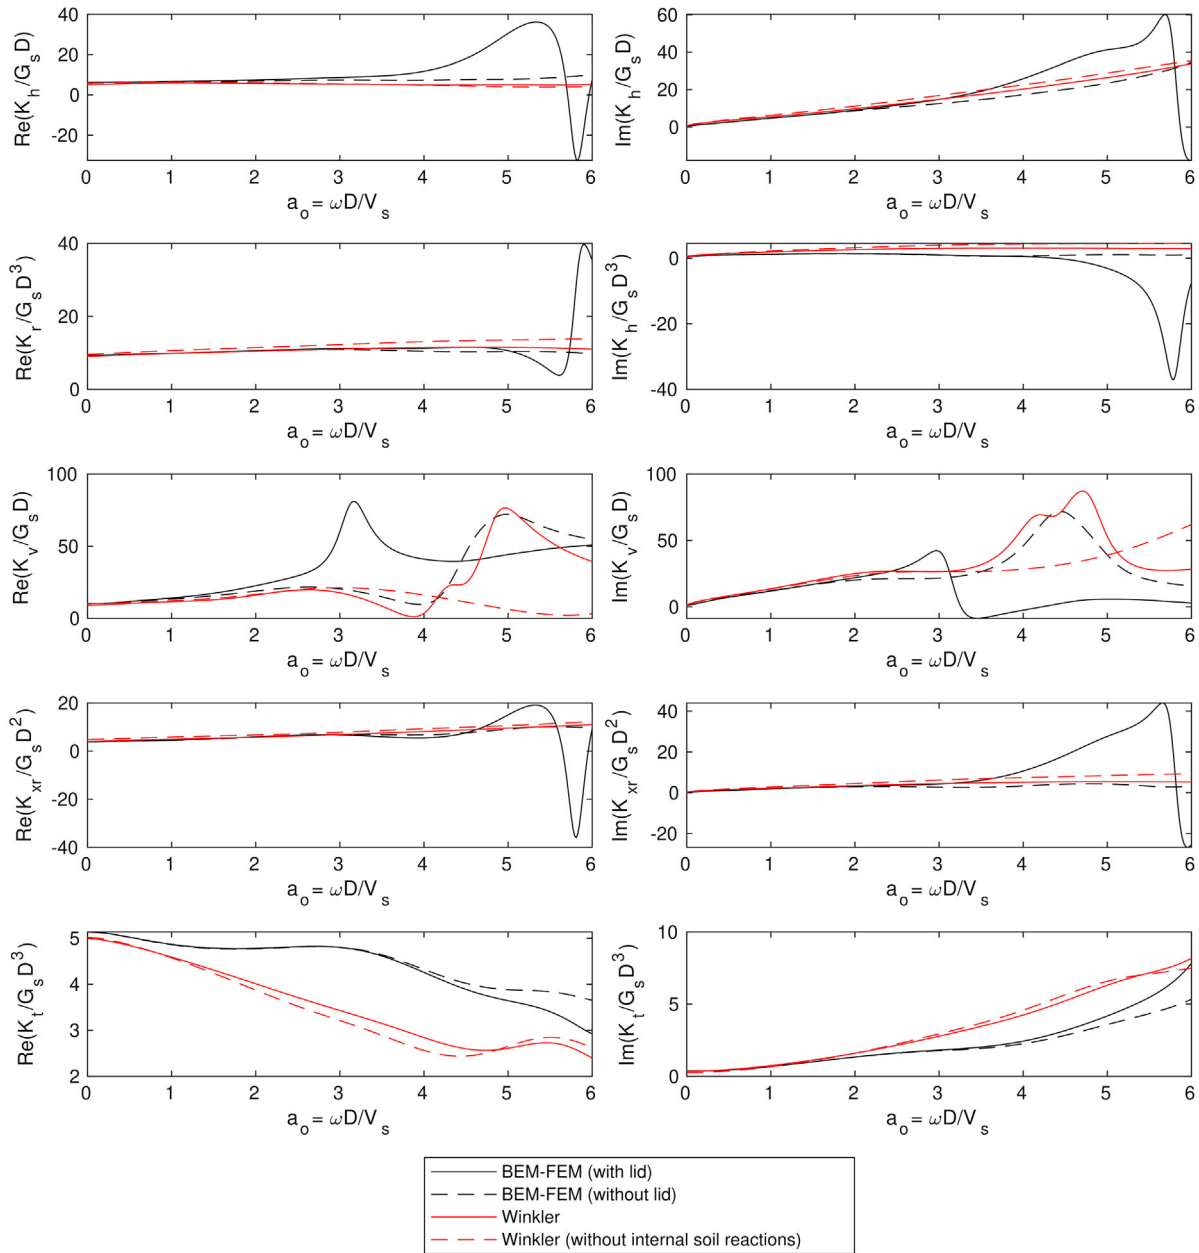 40
20
0
-20
Re(K_h/G_s D)
0 1 2 3 4 5 6
a_o = ωD/V_s
60
40
20
0
Im(K_h/G_s D)
0 1 2 3 4 5 6
a_o = ωD/V_s
40
20
0
Re(K_r/G_s D^3)
0 1 2 3 4 5 6
a_o = ωD/V_s
0
-20
-40
Im(K_h/G_s D^3)
0 1 2 3 4 5 6
a_o = ωD/V_s
100
50
0
Re(K_v/G_s D)
0 1 2 3 4 5 6
a_o = ωD/V_s
100
50
0
Im(K_v/G_s D)
0 1 2 3 4 5 6
a_o = ωD/V_s
20
0
-20
-40
Re(K_xr/G_s D^2)
0 1 2 3 4 5 6
a_o = ωD/V_s
40
20
0
-20
Im(K_xr/G_s D^2)
0 1 2 3 4 5 6
a_o = ωD/V_s
5
4
3
2
Re(K_t/G_s D^3)
0 1 2 3 4 5 6
a_o = ωD/V_s
10
5
0
Im(K_t/G_s D^3)
0 1 2 3 4 5 6
a_o = ωD/V_s
BEM-FEM (with lid)
BEM-FEM (without lid)
Winkler
Winkler (without internal soil reactions)